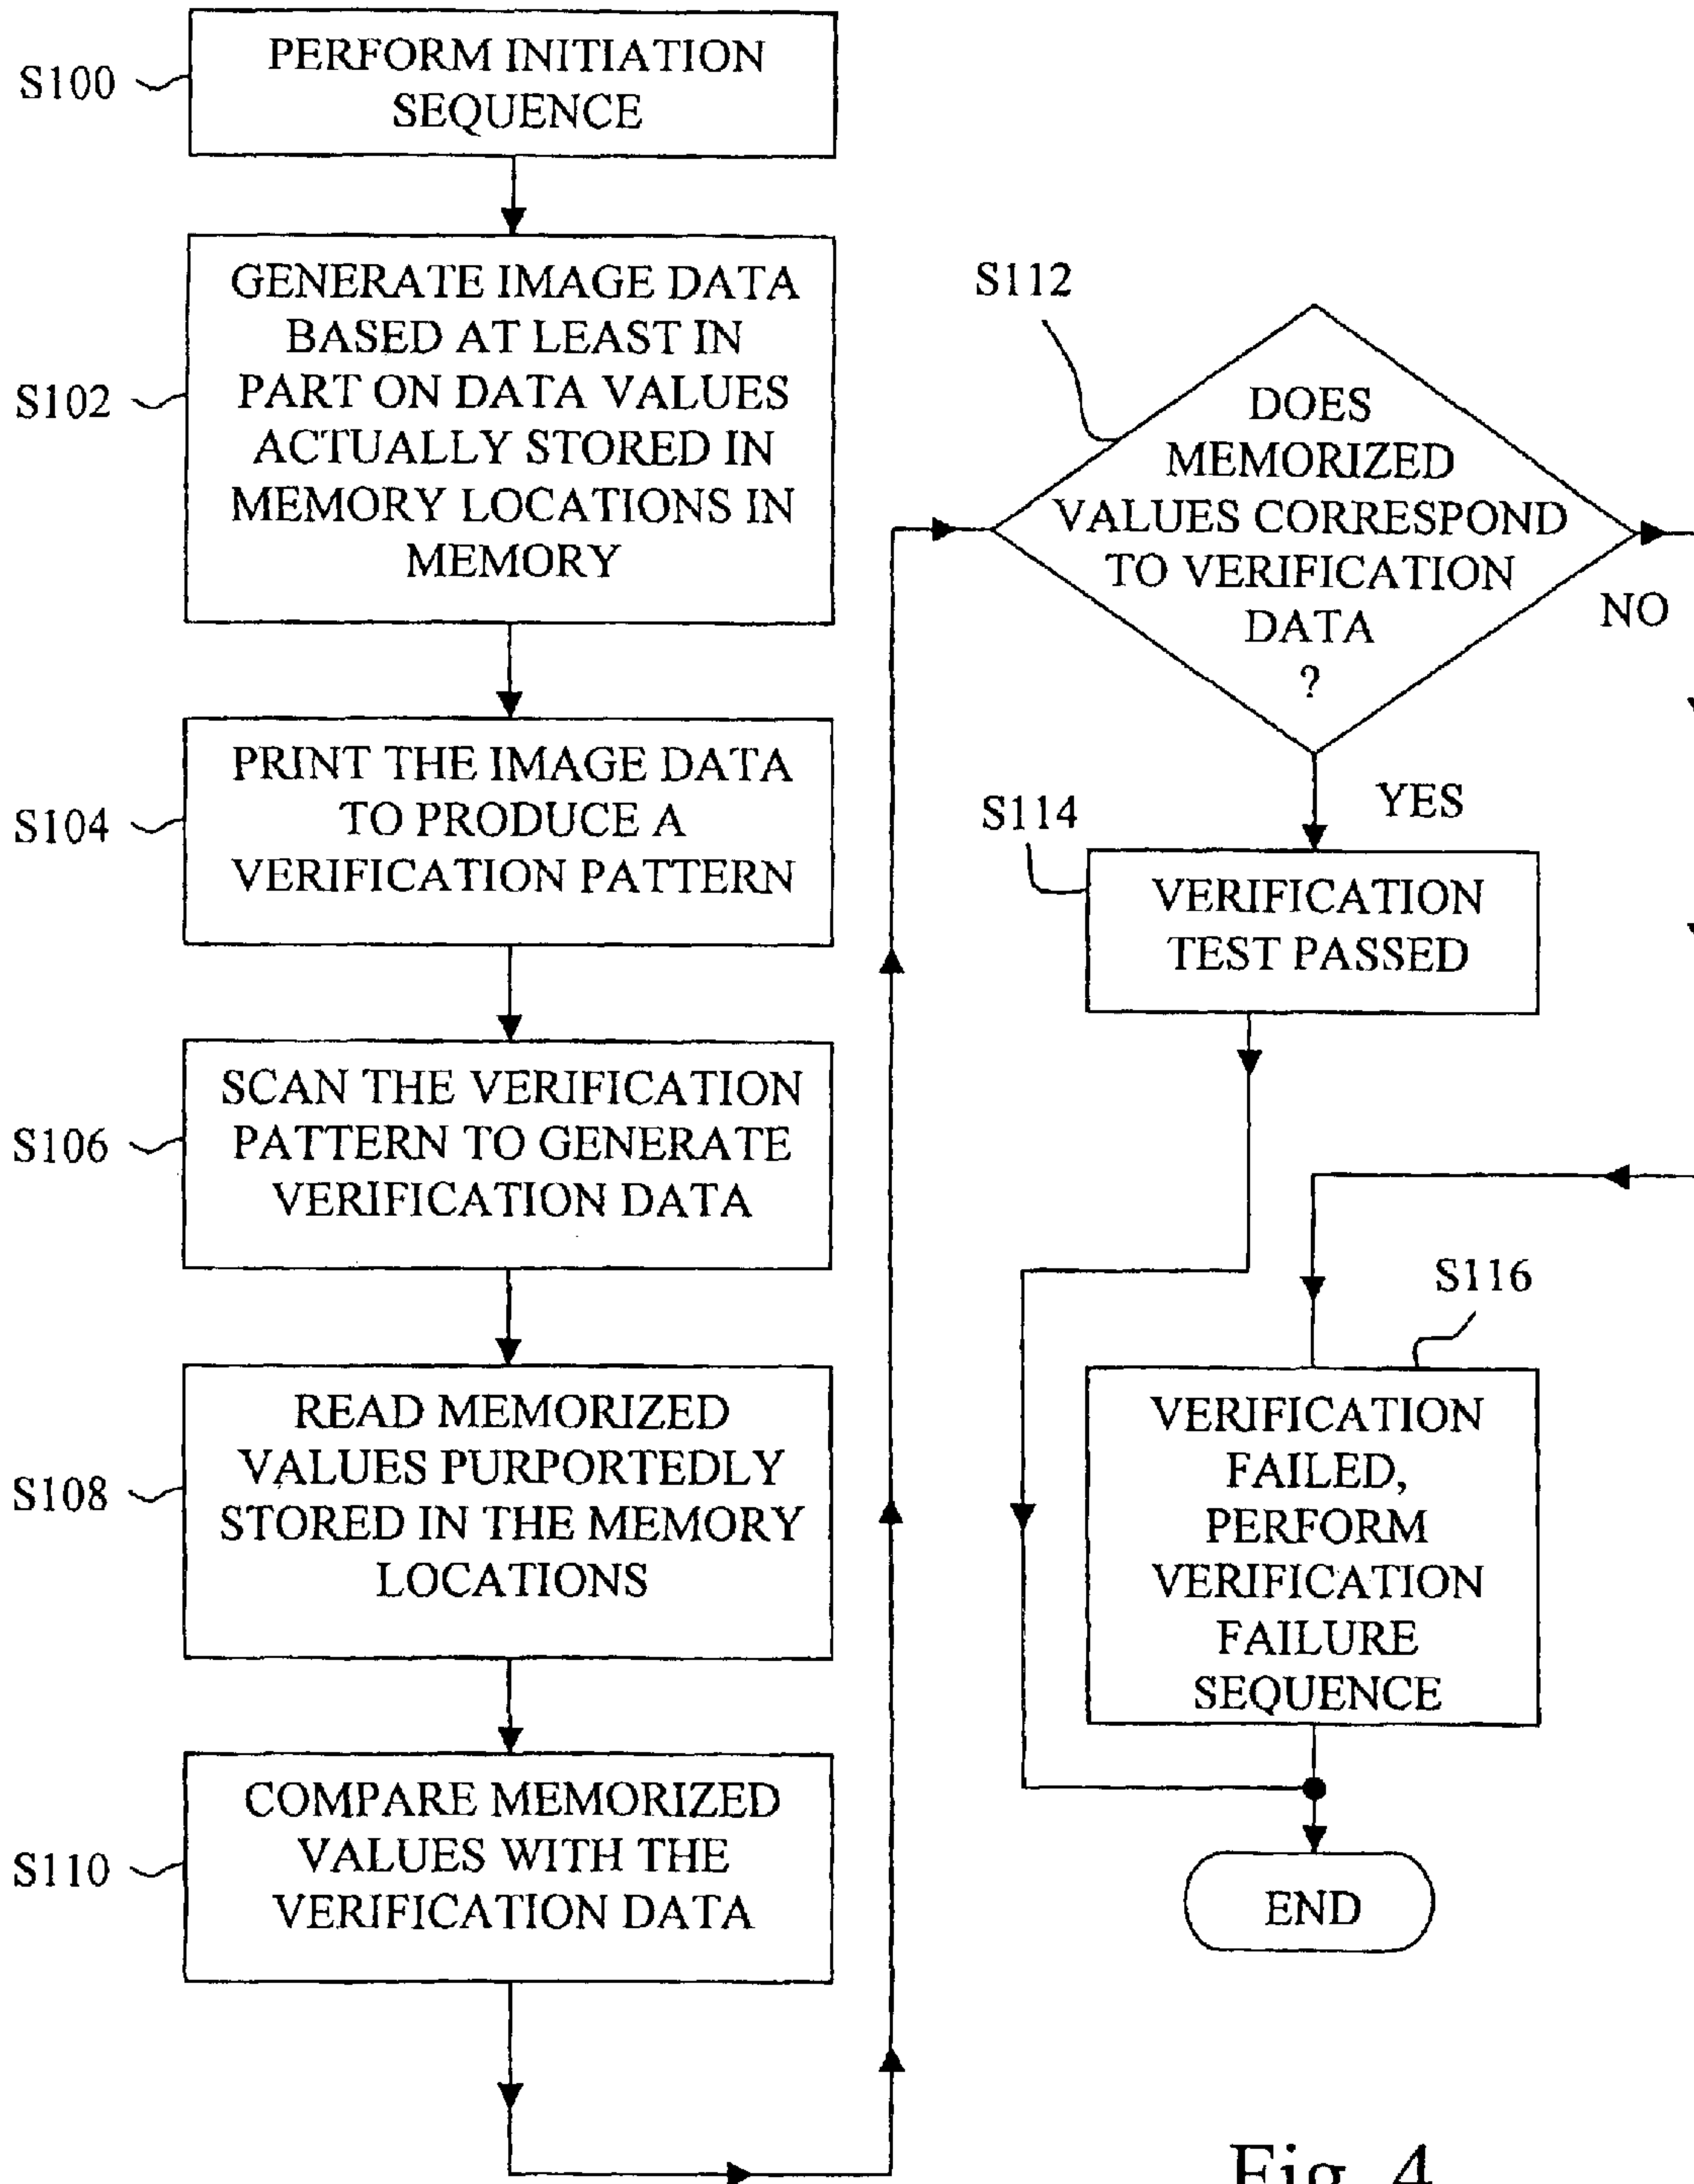 S100
PERFORM INITIATION
SEQUENCE
S102
GENERATE IMAGE DATA
BASED AT LEAST IN
PART ON DATA VALUES
ACTUALLY STORED IN
MEMORY LOCATIONS IN
MEMORY
S104
PRINT THE IMAGE DATA
TO PRODUCE A
VERIFICATION PATTERN
S106
SCAN THE VERIFICATION
PATTERN TO GENERATE
VERIFICATION DATA
S108
READ MEMORIZED
VALUES PURPORTEDLY
STORED IN THE MEMORY
LOCATIONS
S110
COMPARE MEMORIZED
VALUES WITH THE
VERIFICATION DATA
S112
DOES
MEMORIZED
VALUES CORRESPOND
TO VERIFICATION
DATA
?
NO
YES
S114
VERIFICATION
TEST PASSED
S116
VERIFICATION
FAILED,
PERFORM
VERIFICATION
FAILURE
SEQUENCE
END
Fig. 4